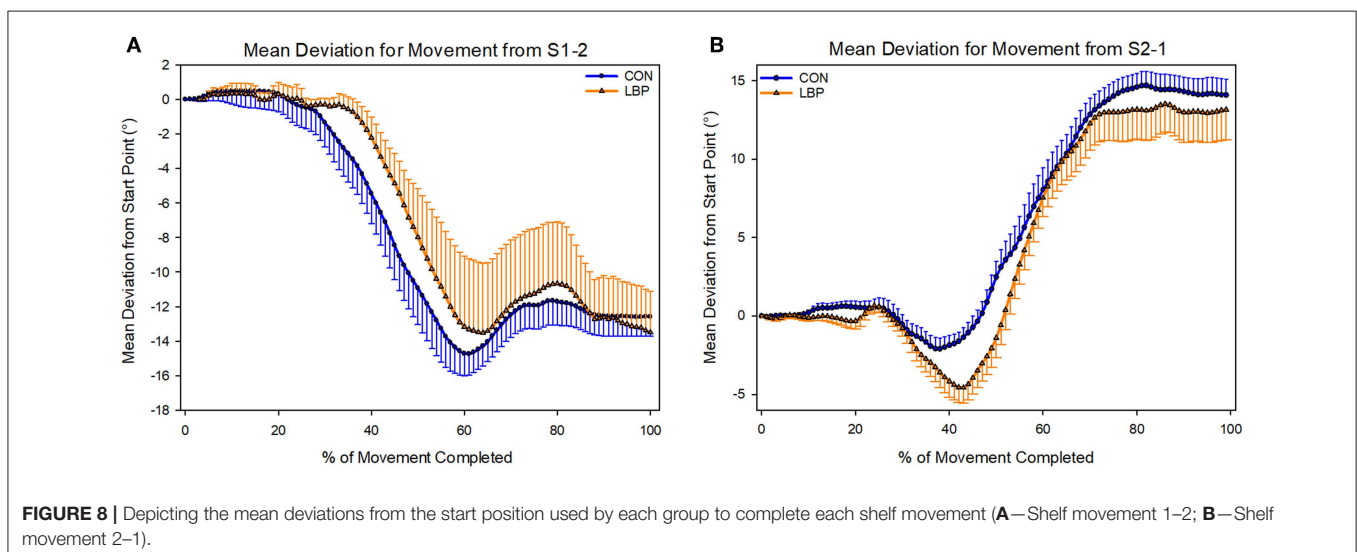 A
Mean Deviation for Movement from S1-2
2
0
-2
-4
-6
-8
-10
-12
-14
-16
-18
Mean Deviation from Start Point (°)
CON
LBP
0 20 40 60 80 100
% of Movement Completed
B
Mean Deviation for Movement from S2-1
15
10
5
0
-5
Mean Deviation from Start Point (°)
CON
LBP
0 20 40 60 80 100
% of Movement Completed
FIGURE 8 | Depicting the mean deviations from the start position used by each group to complete each shelf movement (A—Shelf movement 1–2; B—Shelf
movement 2–1).